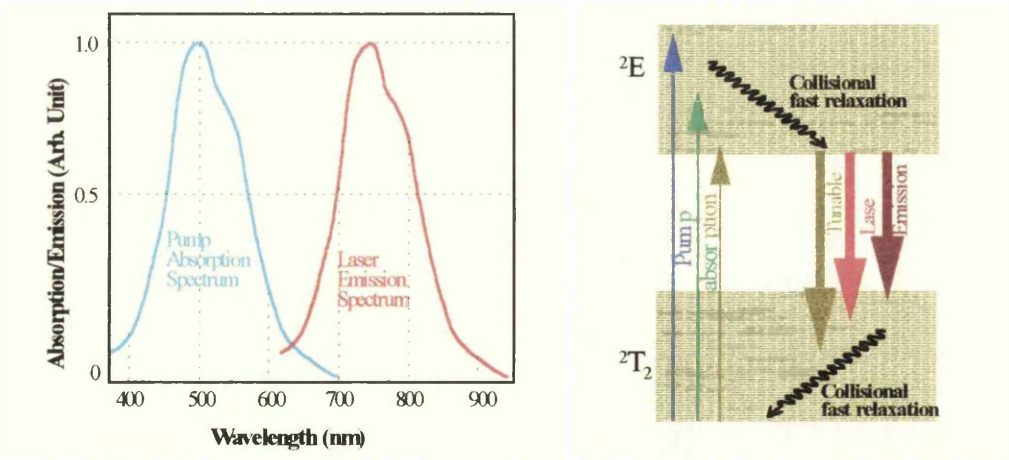 Absorption/Emission (Arb. Unit)
1.0
0.5
0
Pump
Absorption
Spectrum
Laser
Emission
Spectrum
400 500 600 700 800 900
Wavelength (nm)
²E
Collisional
fast relaxation
Pump
absorption
Tunable
Lase
Emission
²T₂
Collisional
fast relaxation